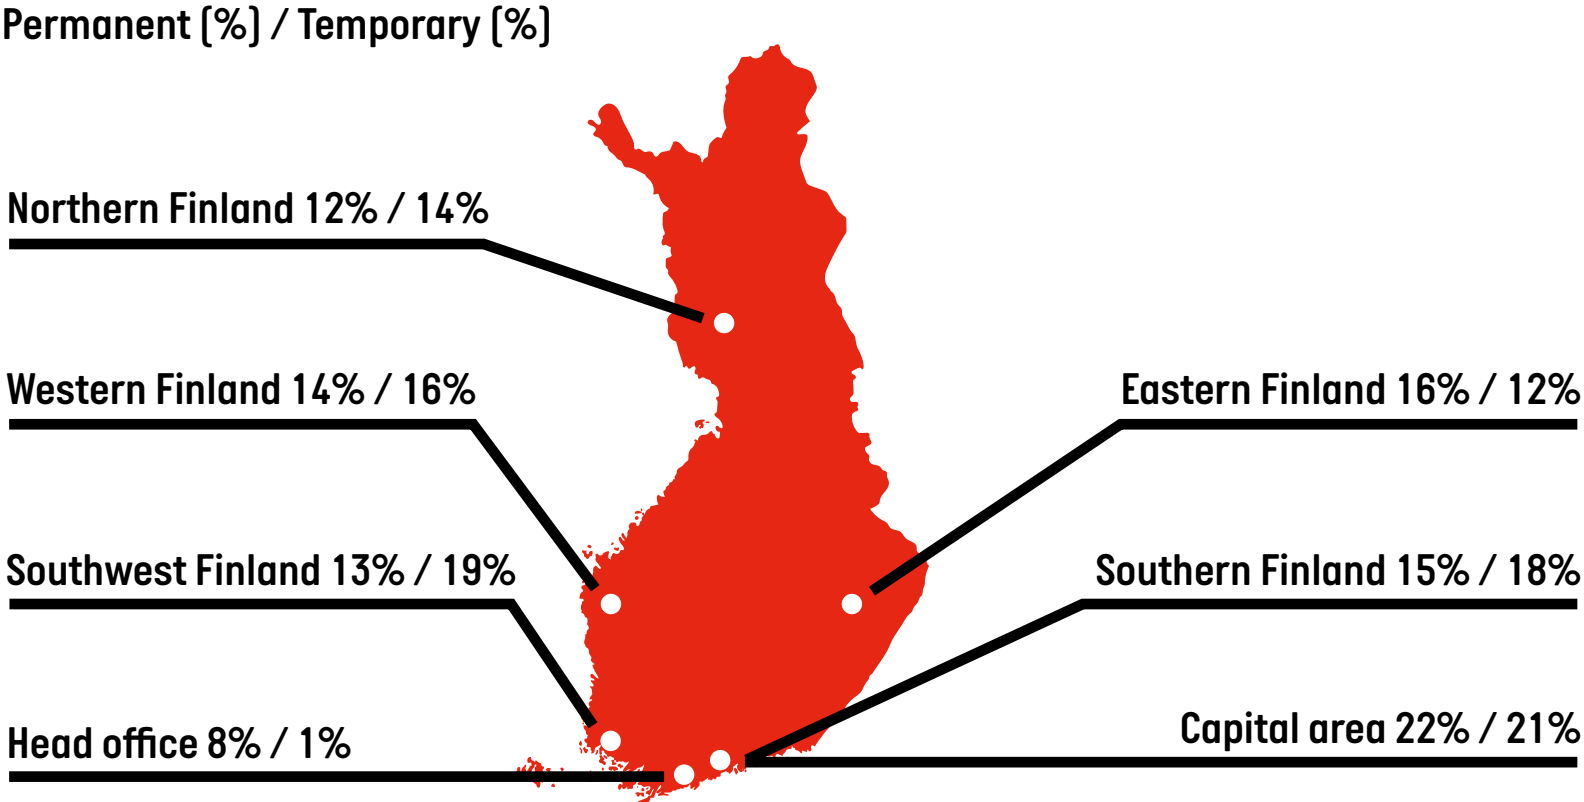 Permanent (%) / Temporary (%)
Northern Finland 12% / 14%
Western Finland 14% / 16%
Eastern Finland 16% / 12%
Southwest Finland 13% / 19%
Southern Finland 15% / 18%
Head office 8% / 1%
Capital area 22% / 21%